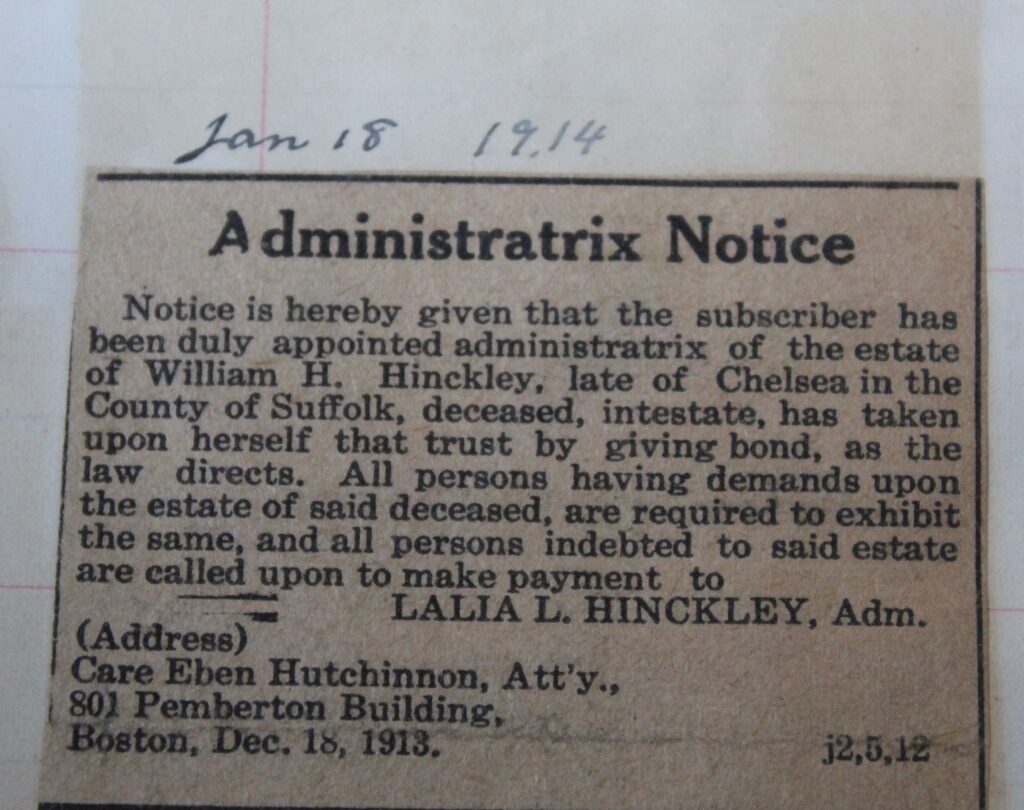 Jan 18 1914
Administratrix Notice
Notice is hereby given that the subscriber has
been duly appointed administratrix of the estate
of William H. Hinckley, late of Chelsea in the
County of Suffolk, deceased, intestate, has taken
upon herself that trust by giving bond, as the
law directs. All persons having demands upon
the estate of said deceased, are required to exhibit
the same, and all persons indebted to said estate
are called upon to make payment to
LALIA L. HINCKLEY, Adm.
(Address)
Care Eben Hutchinnon, Att'y.,
801 Pemberton Building,
Boston, Dec. 18, 1913.
j2,5,12